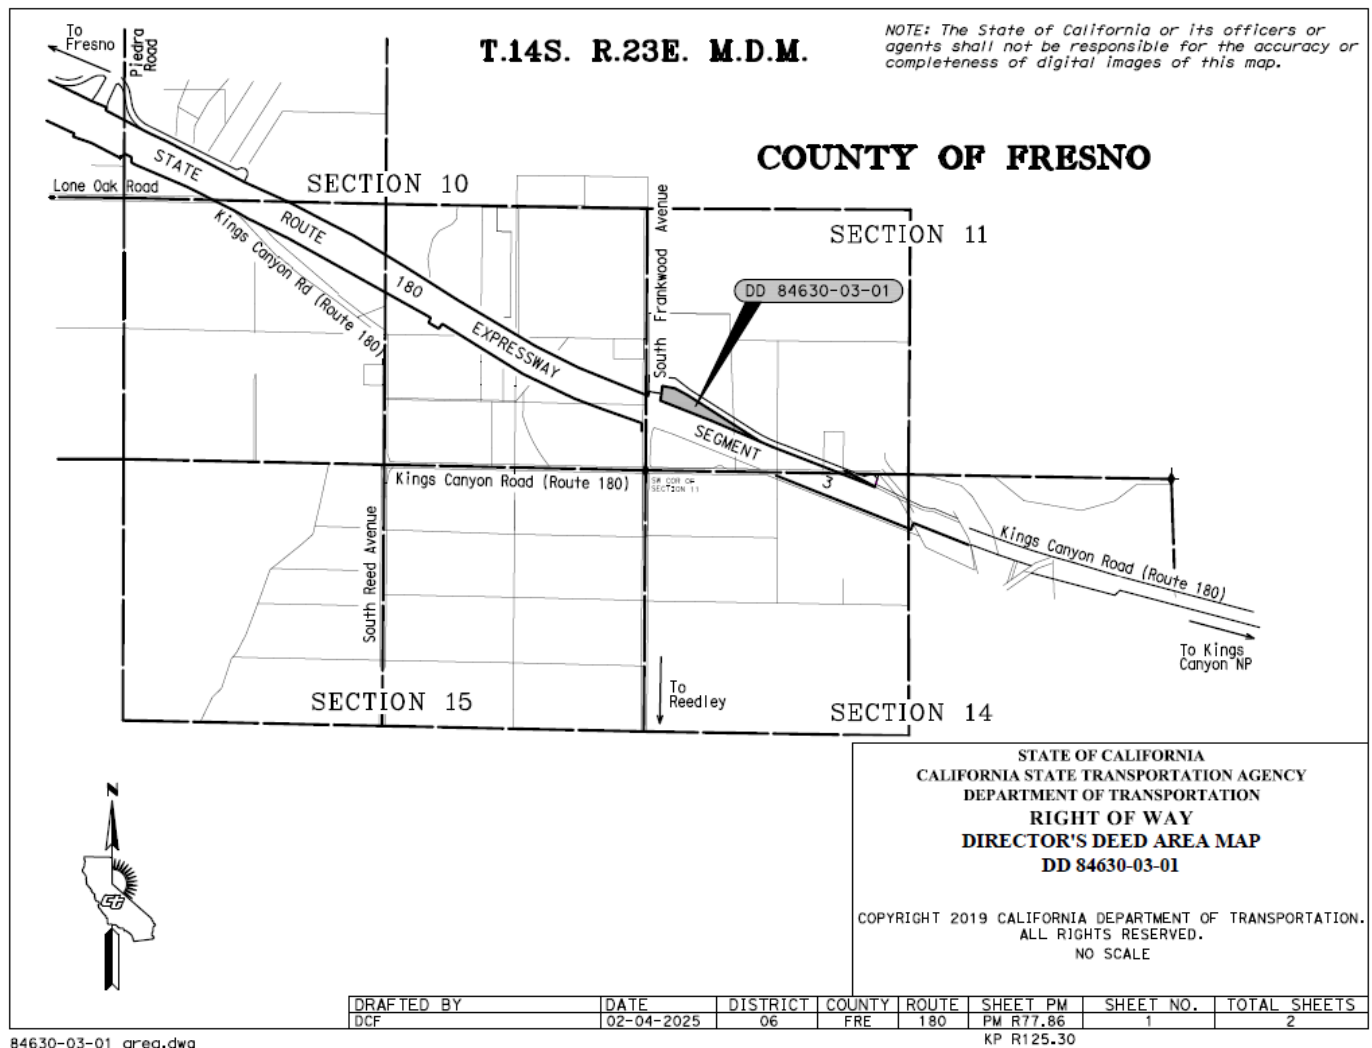 To
Fresno
Piedra
Road
T.14S. R.23E. M.D.M.
NOTE: The State of California or its officers or
agents shall not be responsible for the accuracy or
completeness of digital images of this map.
COUNTY OF FRESNO
STATE
ROUTE
180
EXPRESSWAY
SEGMENT
3
Lone Oak Road
SECTION 10
Kings Canyon Rd (Route 180)
South Frankwood Avenue
SECTION 11
DD 84630-03-01
Kings Canyon Road (Route 180)
SW COR OF
SECTION 11
South Reed Avenue
Kings Canyon Road (Route 180)
To Kings
Canyon NP
To
Reedley
SECTION 15
SECTION 14
N
ct
STATE OF CALIFORNIA
CALIFORNIA STATE TRANSPORTATION AGENCY
DEPARTMENT OF TRANSPORTATION
RIGHT OF WAY
DIRECTOR'S DEED AREA MAP
DD 84630-03-01
COPYRIGHT 2019 CALIFORNIA DEPARTMENT OF TRANSPORTATION.
ALL RIGHTS RESERVED.
NO SCALE
DRAFTED BY DATE DISTRICT COUNTY ROUTE SHEET PM SHEET NO. TOTAL SHEETS
DCF 02-04-2025 06 FRE 180 PM R77.86 1 2
KP R125.30
84630-03-01 area.dwg